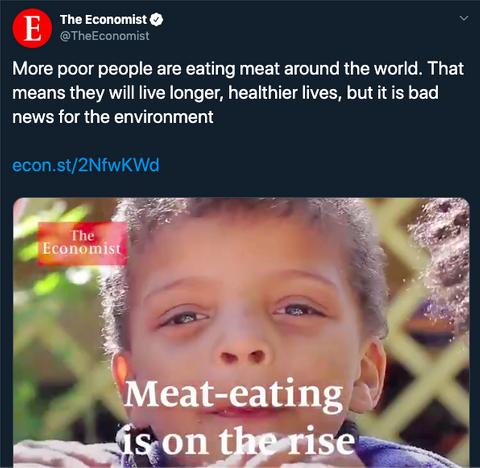 The Economist
@TheEconomist
More poor people are eating meat around the world. That
means they will live longer, healthier lives, but it is bad
news for the environment
econ.st/2NfwKWd
The
Economist
Meat-eating
is on the rise